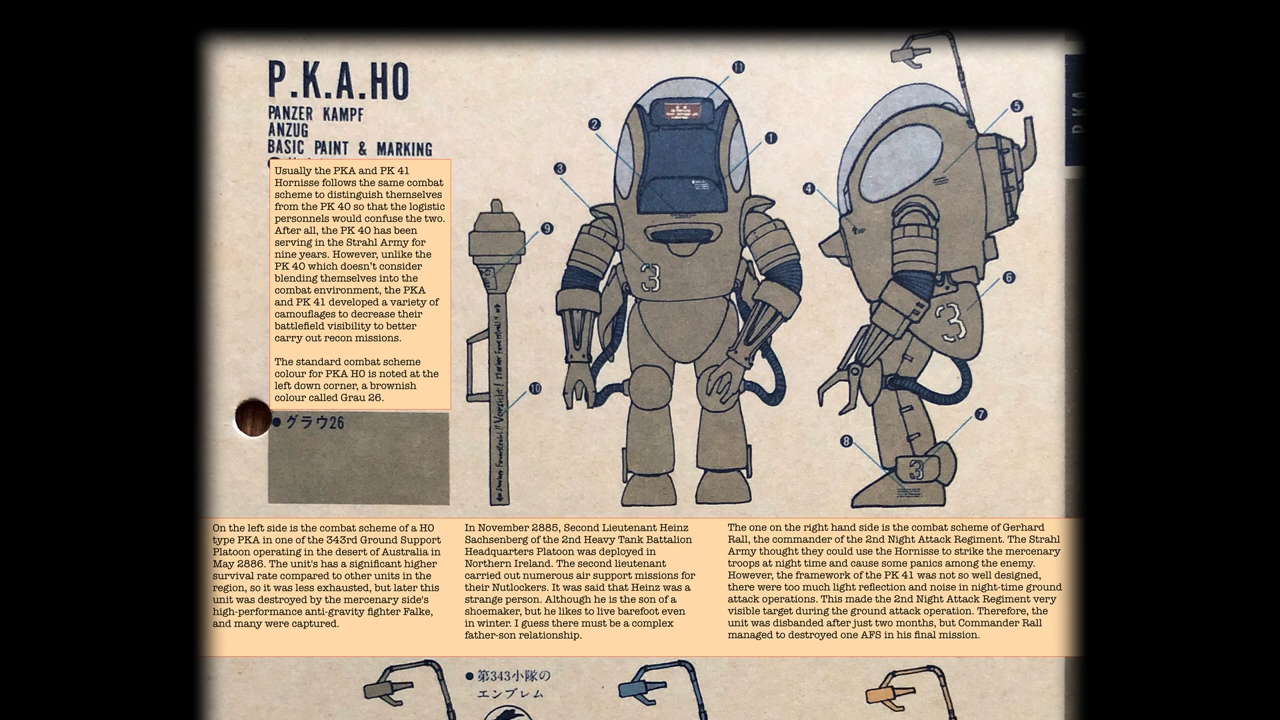 P.K.A.H0
PANZER KAMPF
ANZUG
BASIC PAINT & MARKING
Usually the PKA and PK 41
Hornisse follows the same combat
scheme to distinguish themselves
from the PK 40 so that the logistic
personnels would confuse the two.
After all, the PK 40 has been
serving in the Strahl Army for
nine years. However, unlike the
PK 40 which doesn't consider
blending themselves into the
combat environment, the PKA
and PK 41 developed a variety of
camouflages to decrease their
battlefield visibility to better
carry out recon missions.
The standard combat scheme
colour for PKA H0 is noted at the
left down corner, a brownish
colour called Grau 26.
●グラウ26
11
2
1
3
9
10
3
5
4
6
3
7
8
3
PKA
On the left side is the combat scheme of a H0
type PKA in one of the 343rd Ground Support
Platoon operating in the desert of Australia in
May 2886. The unit's has a significant higher
survival rate compared to other units in the
region, so it was less exhausted, but later this
unit was destroyed by the mercenary side's
high-performance anti-gravity fighter Falke,
and many were captured.
In November 2885, Second Lieutenant Heinz
Sachsenberg of the 2nd Heavy Tank Battalion
Headquarters Platoon was deployed in
Northern Ireland. The second lieutenant
carried out numerous air support missions for
their Nutlockers. It was said that Heinz was a
strange person. Although he is the son of a
shoemaker, but he likes to live barefoot even
in winter. I guess there must be a complex
father-son relationship.
The one on the right hand side is the combat scheme of Gerhard
Rall, the commander of the 2nd Night Attack Regiment. The Strahl
Army thought they could use the Hornisse to strike the mercenary
troops at night time and cause some panics among the enemy.
However, the framework of the PK 41 was not so well designed,
there were too much light reflection and noise in night-time ground
attack operations. This made the 2nd Night Attack Regiment very
visible target during the ground attack operation. Therefore, the
unit was disbanded after just two months, but Commander Rall
managed to destroyed one AFS in his final mission.
●第343小隊の
エンブレム